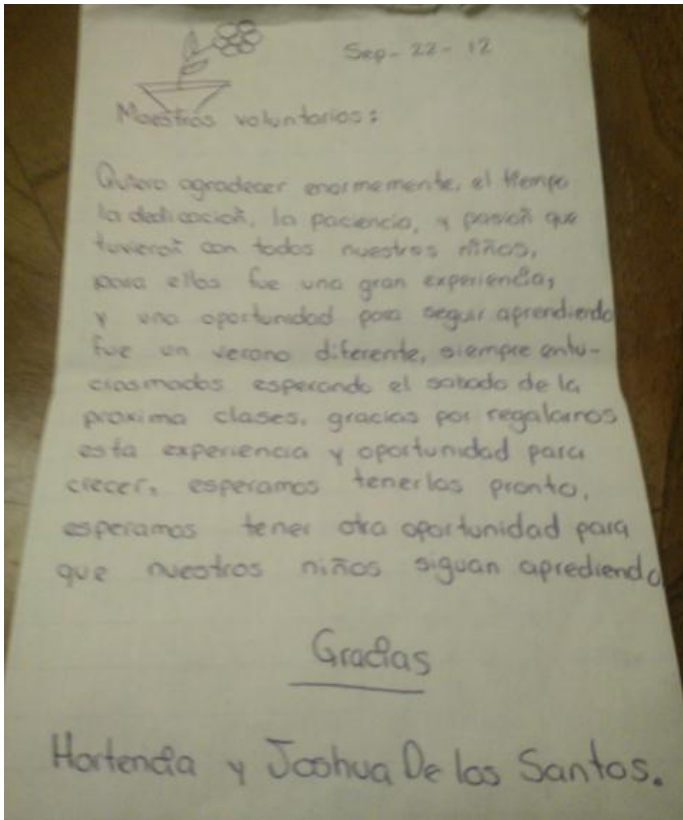 Sep- 22- 12
Maestros voluntarios:
Quiero agradecer enormemente, el tiempo
la dedicación, la paciencia, y pasión que
tuvierón con todos nuestros niños,
para ellos fue una gran experiencia,
y una oportunidad para seguir aprendiendo
fue un verano diferente, siempre entu-
ciasmados esperando el sabado de la
proxima clases, gracias por regalarnos
esta experiencia y oportunidad para
crecer, esperamos tenerlos pronto,
esperamos tener otra oportunidad para
que nuestros niños siguan aprediendo
Gracias
Hortencia y Joshua De los Santos.